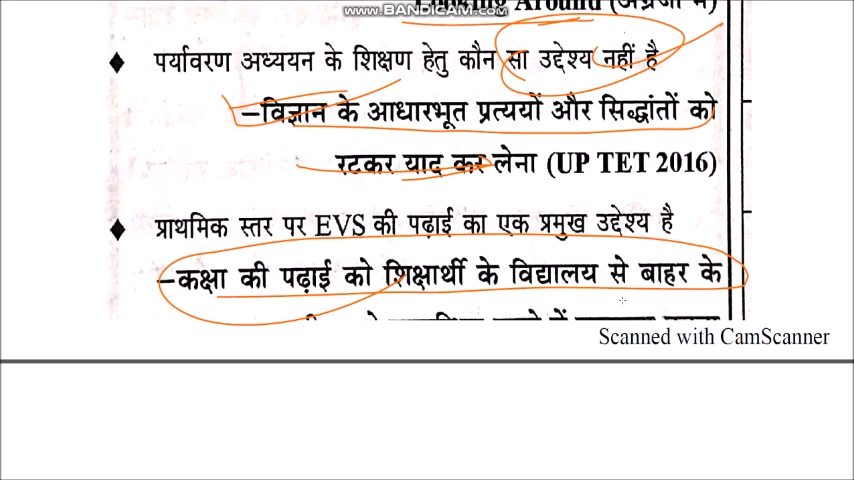 www.BANDICAM.com
Around (अंग्रेजी में)
♦ पर्यावरण अध्ययन के शिक्षण हेतु कौन सा उद्देश्य नहीं है
–विज्ञान के आधारभूत प्रत्ययों और सिद्धांतों को
रटकर याद कर लेना (UP TET 2016)
♦ प्राथमिक स्तर पर EVS की पढ़ाई का एक प्रमुख उद्देश्य है
–कक्षा की पढ़ाई को शिक्षार्थी के विद्यालय से बाहर के
Scanned with CamScanner